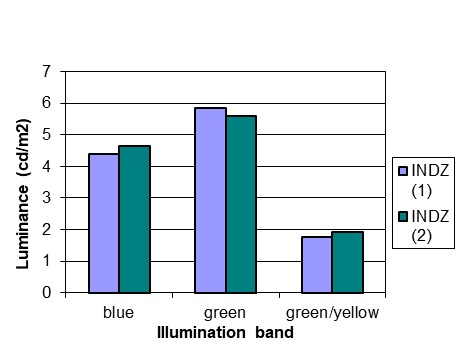 7
6
5
4
3
2
1
0
Luminance (cd/m2)
blue green green/yellow
Illumination band
INDZ
(1)
INDZ
(2)